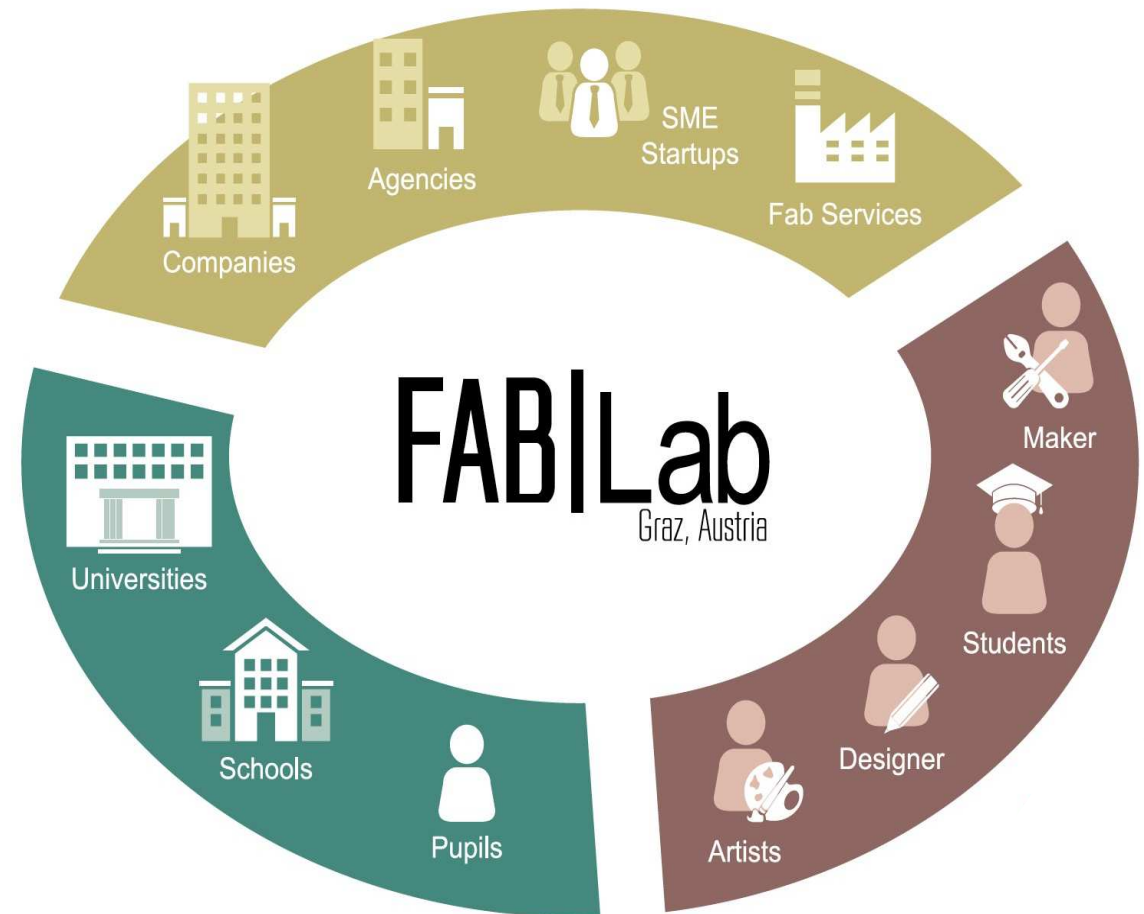 Companies
Agencies
SME
Startups
Fab Services
Maker
Students
Designer
Artists
Pupils
Schools
Universities
FAB|Lab
Graz, Austria